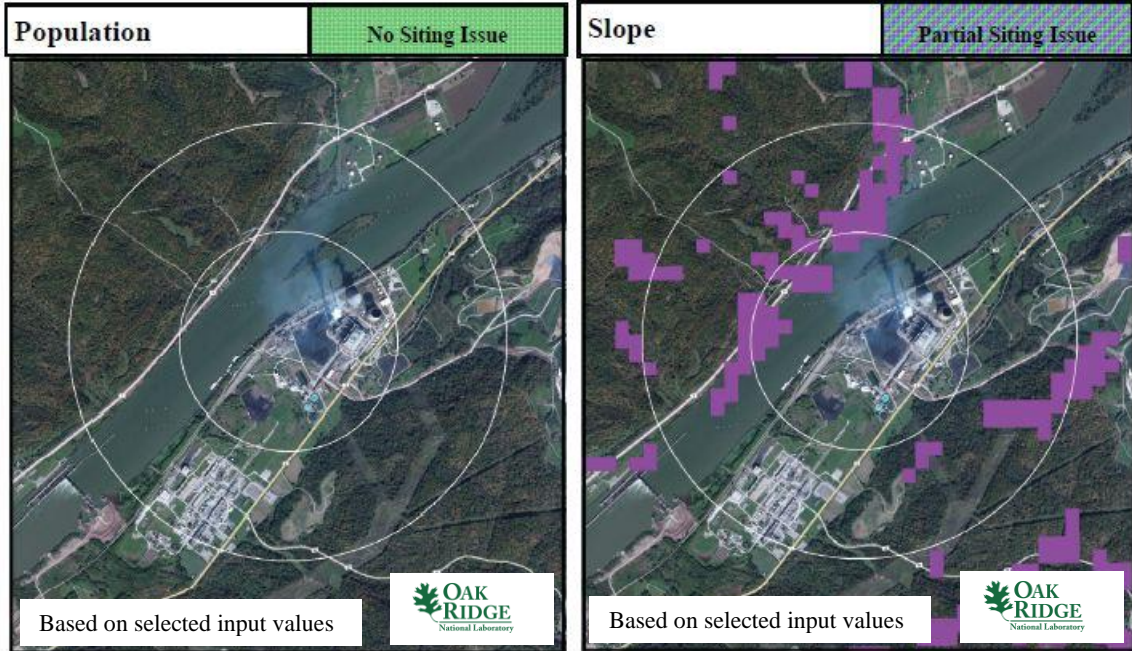 Population
No Siting Issue
Based on selected input values
OAK
RIDGE
National Laboratory
Slope
Partial Siting Issue
Based on selected input values
OAK
RIDGE
National Laboratory